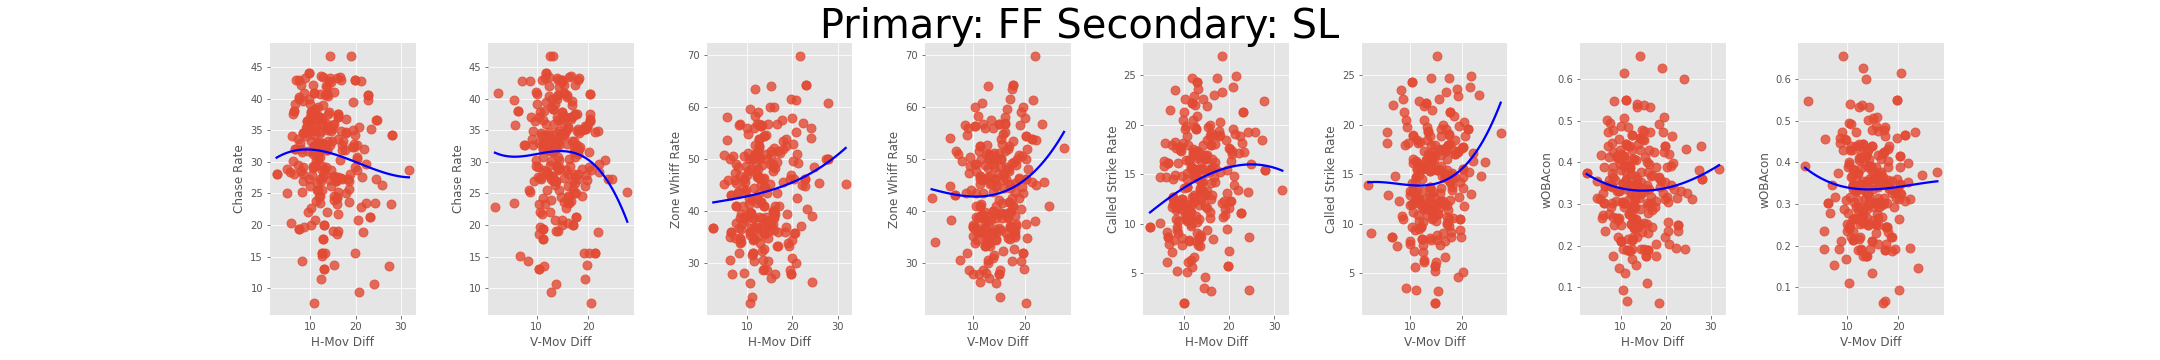 Primary: FF Secondary: SL
45
40
35
30
25
20
15
10
Chase Rate
10 20 30
H-Mov Diff
45
40
35
30
25
20
15
10
Chase Rate
10 20
V-Mov Diff
70
60
50
40
30
Zone Whiff Rate
10 20 30
H-Mov Diff
70
60
50
40
30
Zone Whiff Rate
10 20
V-Mov Diff
25
20
15
10
5
Called Strike Rate
10 20 30
H-Mov Diff
25
20
15
10
5
Called Strike Rate
10 20
V-Mov Diff
0.6
0.5
0.4
0.3
0.2
0.1
wOBAcon
10 20 30
H-Mov Diff
0.6
0.5
0.4
0.3
0.2
0.1
wOBAcon
10 20
V-Mov Diff